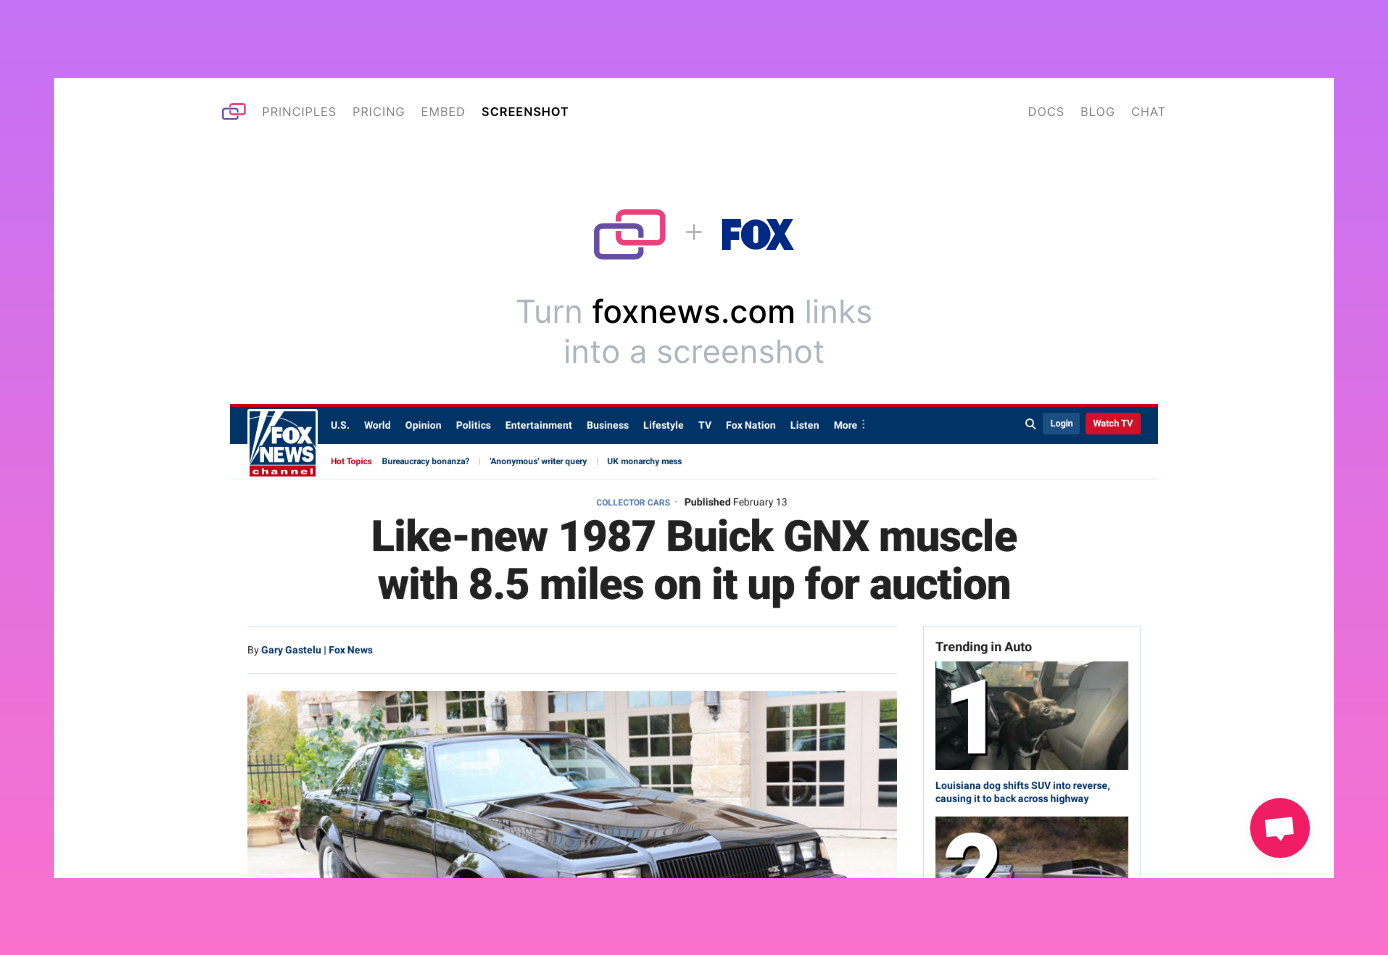 PRINCIPLES PRICING EMBED SCREENSHOT DOCS BLOG CHAT
+ FOX
Turn foxnews.com links
into a screenshot
FOX
NEWS
channel
U.S. World Opinion Politics Entertainment Business Lifestyle TV Fox Nation Listen More Login Watch TV
Hot Topics Bureaucracy bonanza? 'Anonymous' writer query UK monarchy mess
COLLECTOR CARS · Published February 13
Like-new 1987 Buick GNX muscle
with 8.5 miles on it up for auction
By Gary Gastelu | Fox News
Trending in Auto
1
Louisiana dog shifts SUV into reverse,
causing it to back across highway
2